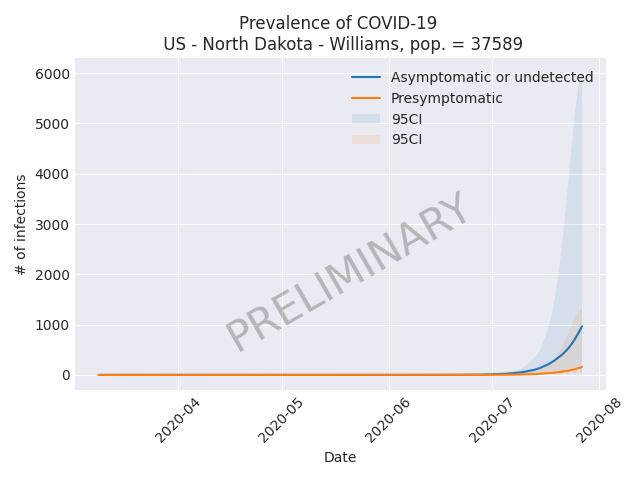 Prevalence of COVID-19
US - North Dakota - Williams, pop. = 37589
6000
5000
4000
3000
2000
1000
0
# of infections
Asymptomatic or undetected
Presymptomatic
95CI
95CI
PRELIMINARY
2020-04
2020-05
2020-06
2020-07
2020-08
Date